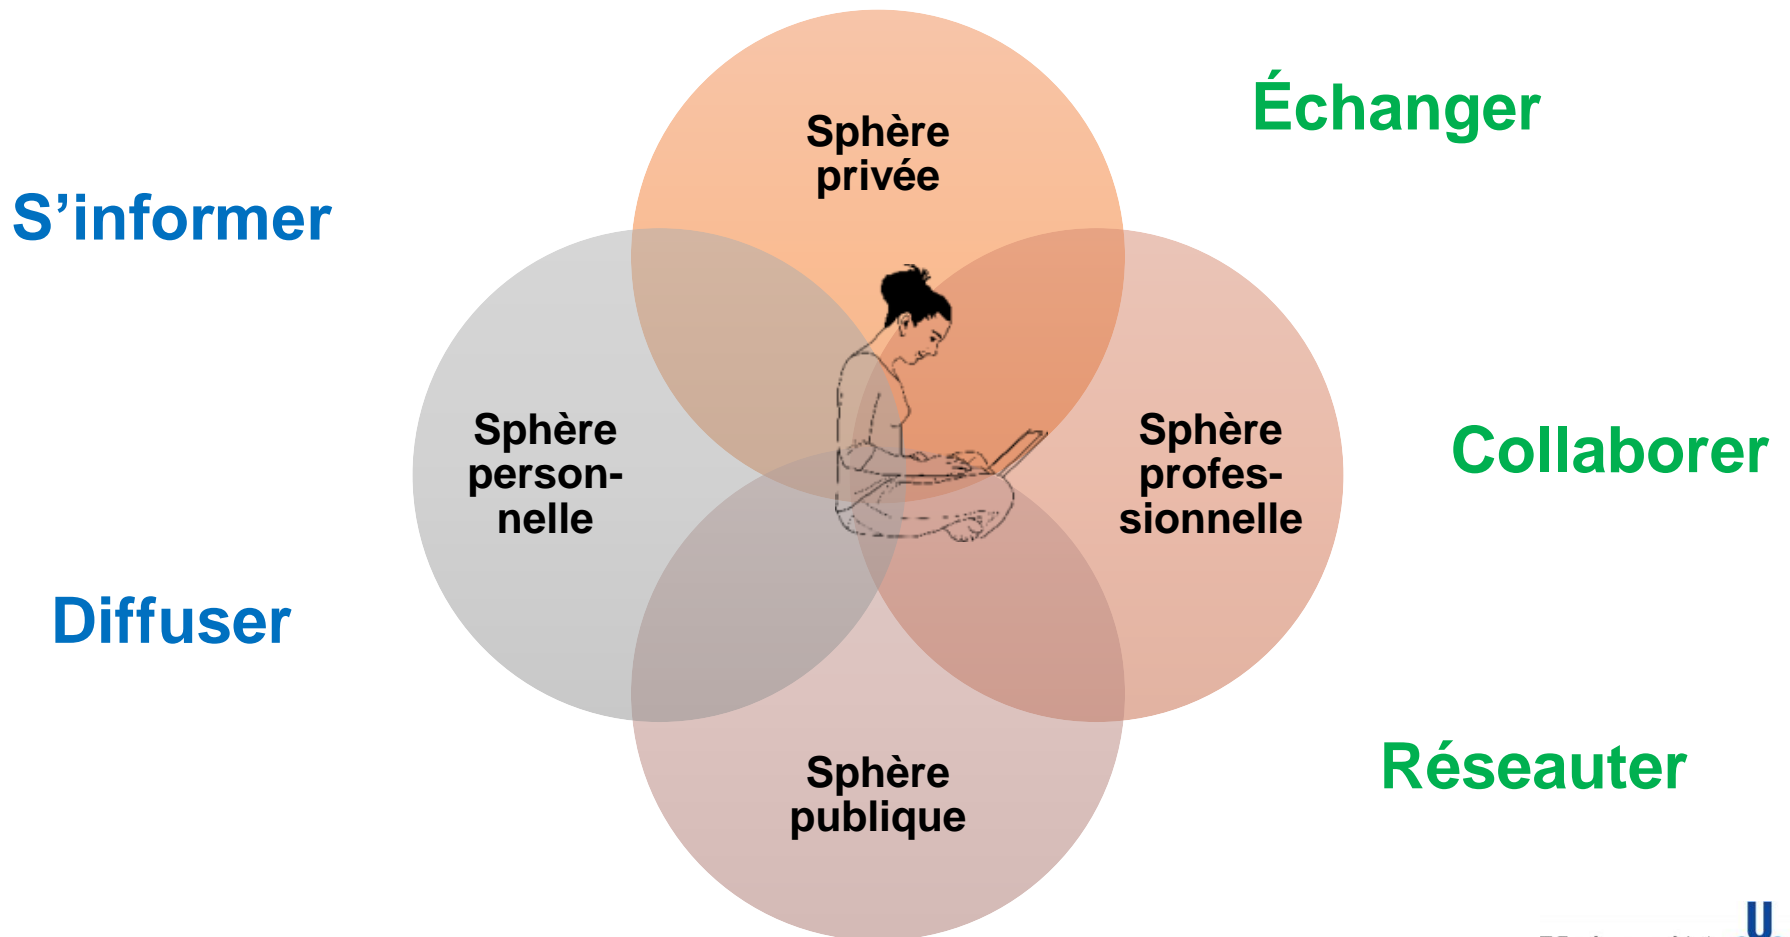 Sphère
privée
Échanger
S’informer
Sphère
person-
nelle
Sphère
profes-
sionnelle
Collaborer
Diffuser
Sphère
publique
Réseauter
U